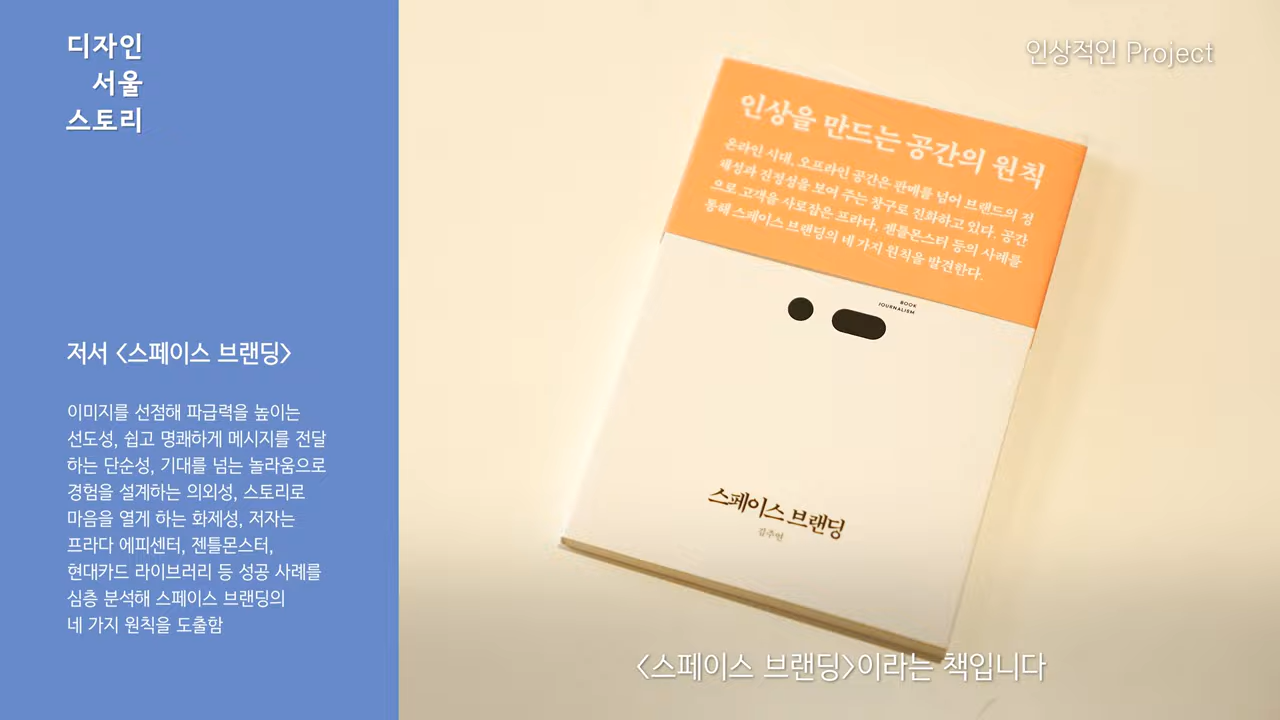 디자인
서울
스토리
인상적인 Project
저서 <스페이스 브랜딩>
이미지를 선점해 파급력을 높이는
선도성, 쉽고 명쾌하게 메시지를 전달
하는 단순성, 기대를 넘는 놀라움으로
경험을 설계하는 의외성, 스토리로
마음을 열게 하는 화제성, 저자는
프라다 에피센터, 젠틀몬스터,
현대카드 라이브러리 등 성공 사례를
심층 분석해 스페이스 브랜딩의
네 가지 원칙을 도출함
인상을 만드는 공간의 원칙
온라인 시대, 오프라인 공간은 판매를 넘어 브랜드의 정
체성과 진정성을 보여 주는 창구로 진화하고 있다. 공간
으로 고객을 사로잡은 프라다, 젠틀몬스터 등의 사례를
통해 스페이스 브랜딩의 네 가지 원칙을 발견한다.
BOOK
JOURNALISM
스페이스 브랜딩
김주연
<스페이스 브랜딩>이라는 책입니다